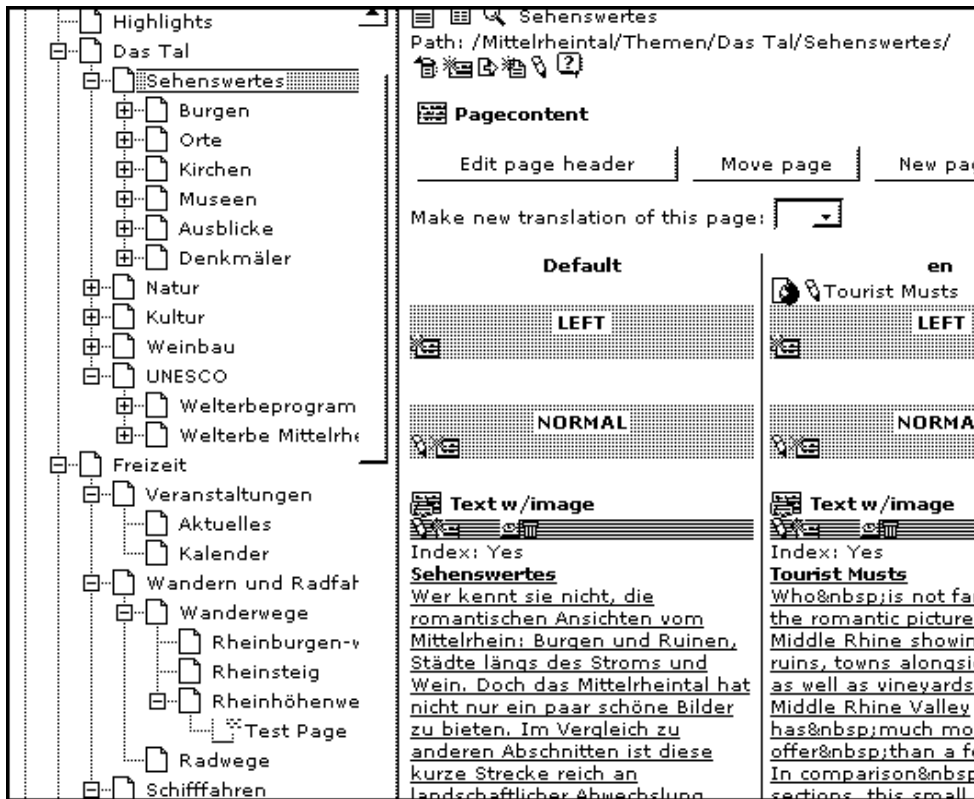 Highlights
Das Tal
Sehenswertes
Burgen
Orte
Kirchen
Museen
Ausblicke
Denkmäler
Natur
Kultur
Weinbau
UNESCO
Welterbeprogram
Welterbe Mittelrhe
Freizeit
Veranstaltungen
Aktuelles
Kalender
Wandern und Radfah
Wanderwege
Rheinburgen-w
Rheinsteig
Rheinhöhenwe
Test Page
Radwege
Schifffahren
Sehenswertes
Path: /Mittelrheintal/Themen/Das Tal/Sehenswertes/
Pagecontent
Edit page header
Move page
New pag
Make new translation of this page:
Default
LEFT
NORMAL
Text w/image
Index: Yes
Sehenswertes
Wer kennt sie nicht, die
romantischen Ansichten vom
Mittelrhein: Burgen und Ruinen,
Städte längs des Stroms und
Wein. Doch das Mittelrheintal hat
nicht nur ein paar schöne Bilder
zu bieten. Im Vergleich zu
anderen Abschnitten ist diese
kurze Strecke reich an
landschaftlicher Abwechslung
en
Tourist Musts
LEFT
NORMA
Text w/image
Index: Yes
Tourist Musts
Who&nbsp;is not fa
the romantic picture
Middle Rhine showin
ruins, towns alongsi
as well as vineyards
Middle Rhine Valley
has&nbsp;much mo
offer&nbsp;than a f
In comparison&nbsp
sections, this small